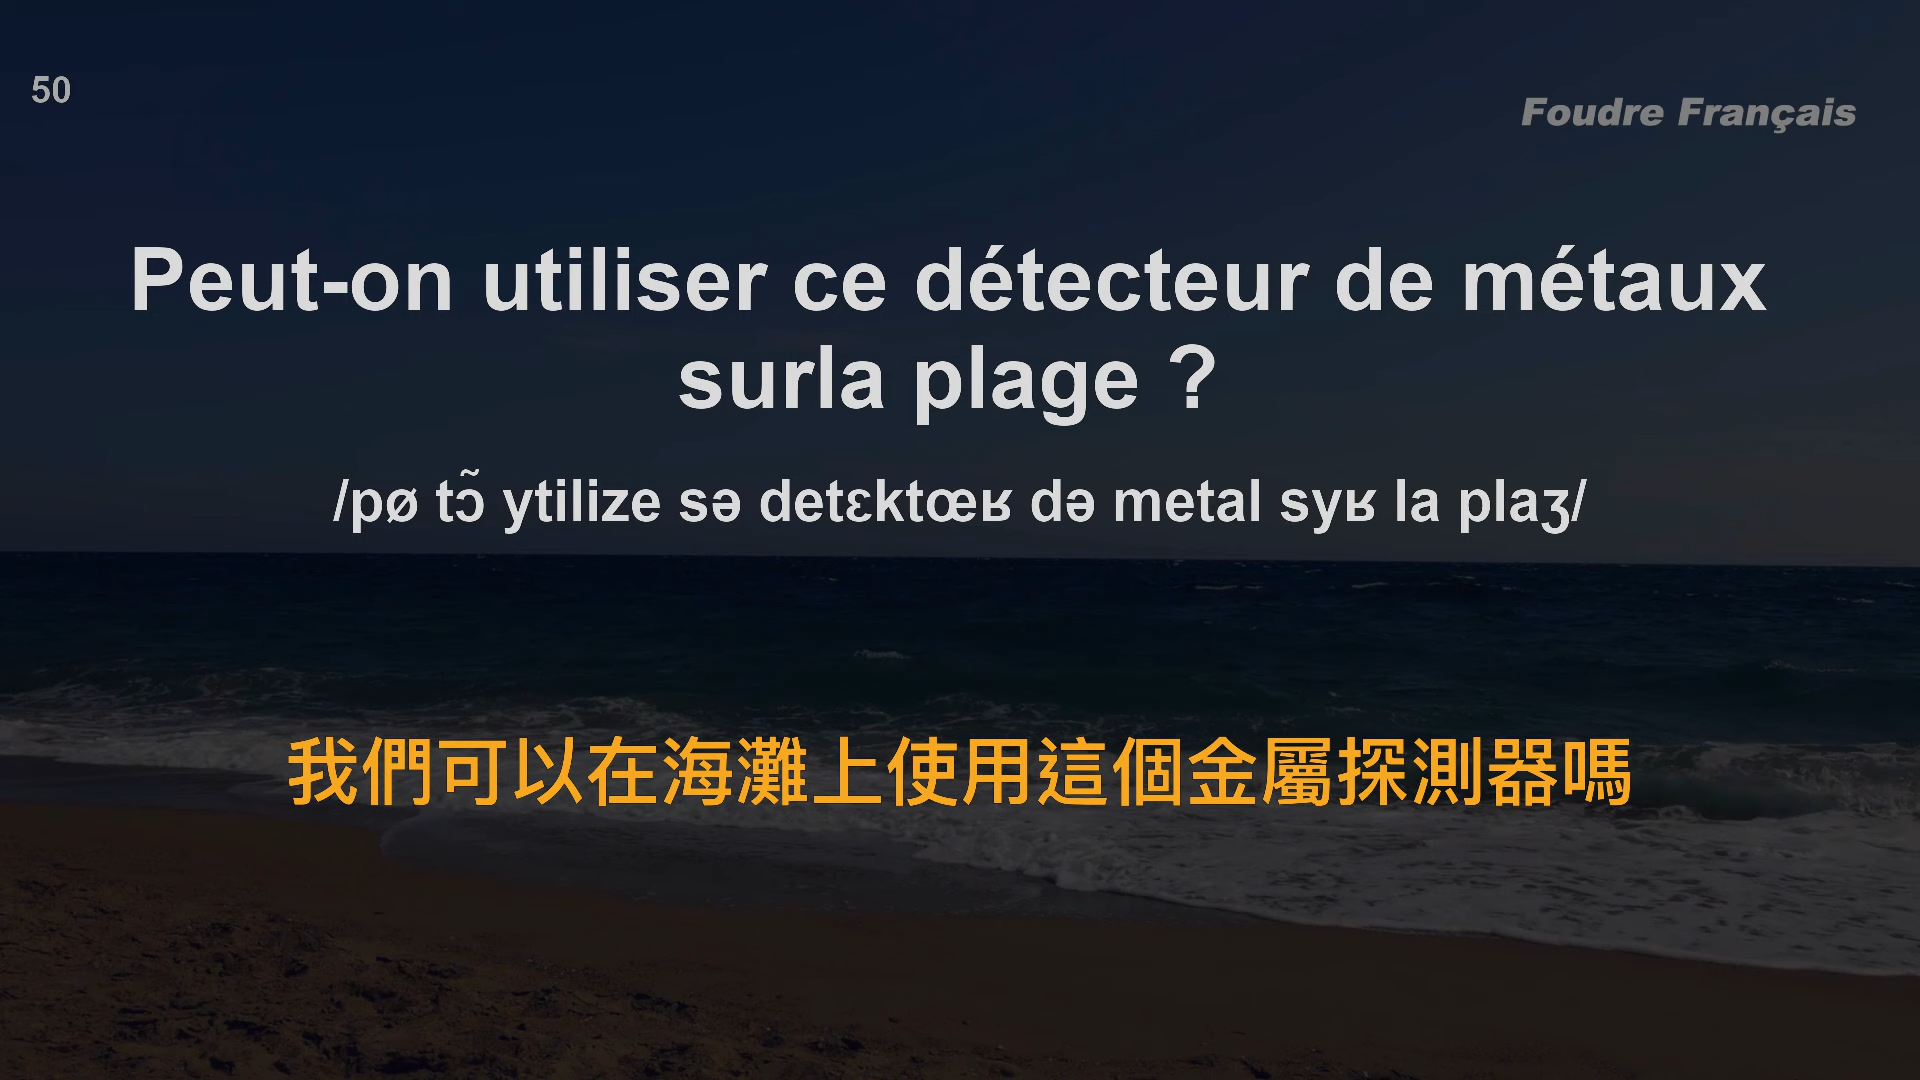 50
Foudre Français
Peut-on utiliser ce détecteur de métaux
surla plage ?
/pø tɔ̃ ytilize sə detɛktœʁ də metal syʁ la plaʒ/
我們可以在海灘上使用這個金屬探測器嗎